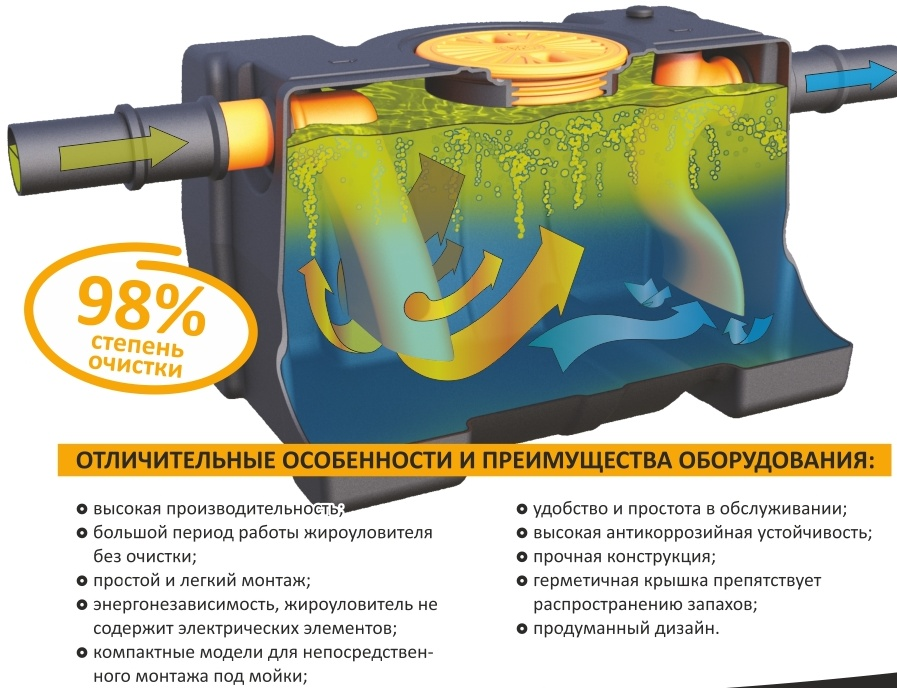 98%
степень
очистки
ОТЛИЧИТЕЛЬНЫЕ ОСОБЕННОСТИ И ПРЕИМУЩЕСТВА ОБОРУДОВАНИЯ:
высокая производительность;
большой период работы жироуловителя
без очистки;
простой и легкий монтаж;
энергонезависимость, жироуловитель не
содержит электрических элементов;
компактные модели для непосредствен-
ного монтажа под мойки;
удобство и простота в обслуживании;
высокая антикоррозийная устойчивость;
прочная конструкция;
герметичная крышка препятствует
распространению запахов;
продуманный дизайн.